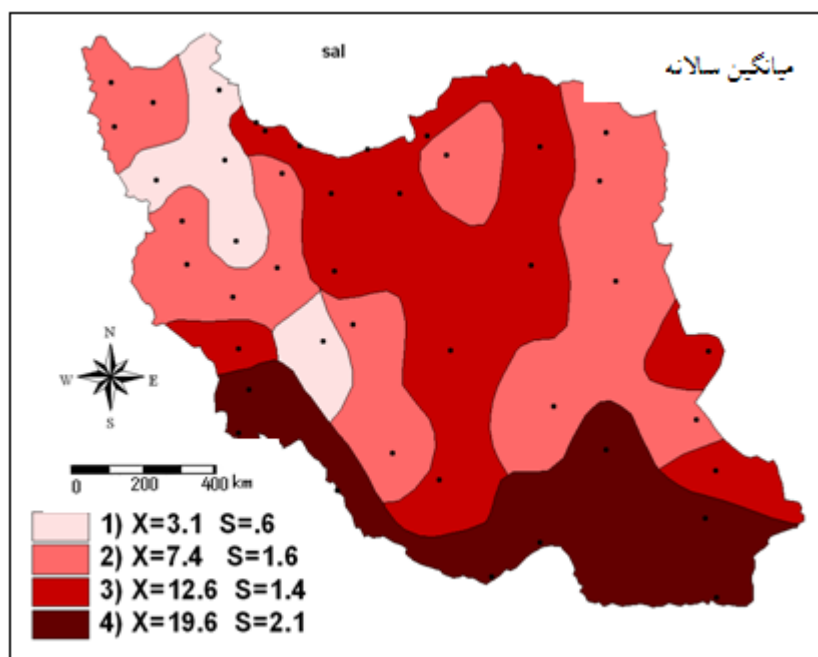 sal
میانگین سالانه
N
W E
S
0 200 400 km
1) X=3.1 S=.6
2) X=7.4 S=1.6
3) X=12.6 S=1.4
4) X=19.6 S=2.1